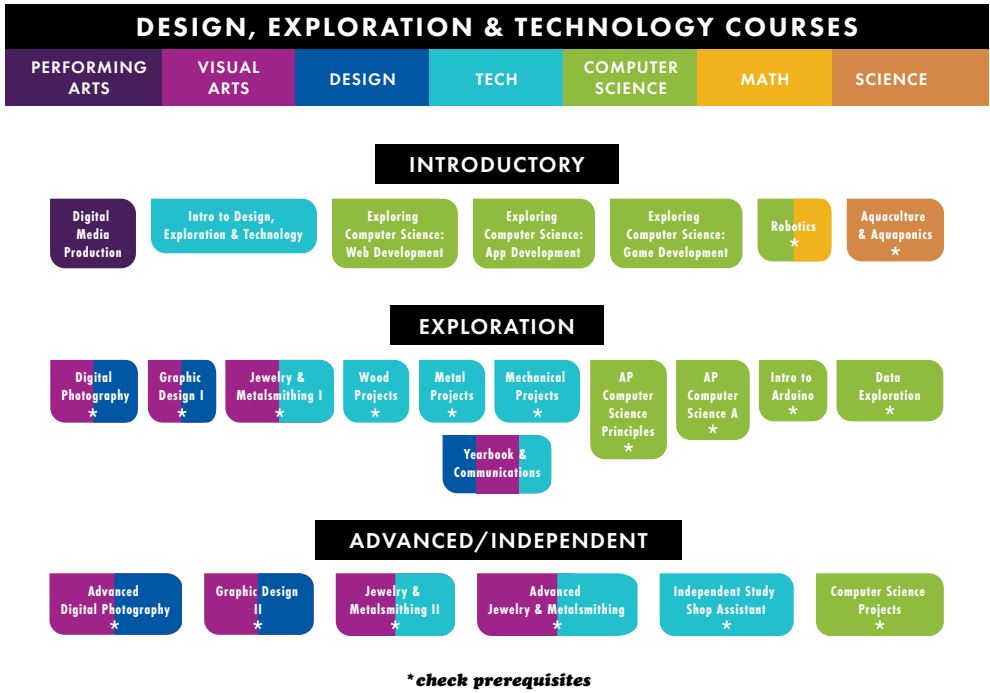 DESIGN, EXPLORATION & TECHNOLOGY COURSES
PERFORMING
ARTS
VISUAL
ARTS
DESIGN
TECH
COMPUTER
SCIENCE
MATH
SCIENCE
INTRODUCTORY
Digital
Media
Production
Intro to Design,
Exploration & Technology
Exploring
Computer Science:
Web Development
Exploring
Computer Science:
App Development
Exploring
Computer Science:
Game Development
Robotics
*
Aquaculture
& Aquaponics
*
EXPLORATION
Digital
Photography
*
Graphic
Design I
*
Jewelry &
Metalsmithing I
*
Wood
Projects
*
Metal
Projects
*
Mechanical
Projects
*
AP
Computer
Science
Principles
*
AP
Computer
Science A
*
Intro to
Arduino
*
Data
Exploration
*
Yearbook &
Communications
ADVANCED/INDEPENDENT
Advanced
Digital Photography
*
Graphic Design
II
*
Jewelry &
Metalsmithing II
*
Advanced
Jewelry & Metalsmithing
*
Independent Study
Shop Assistant
*
Computer Science
Projects
*
*check prerequisites